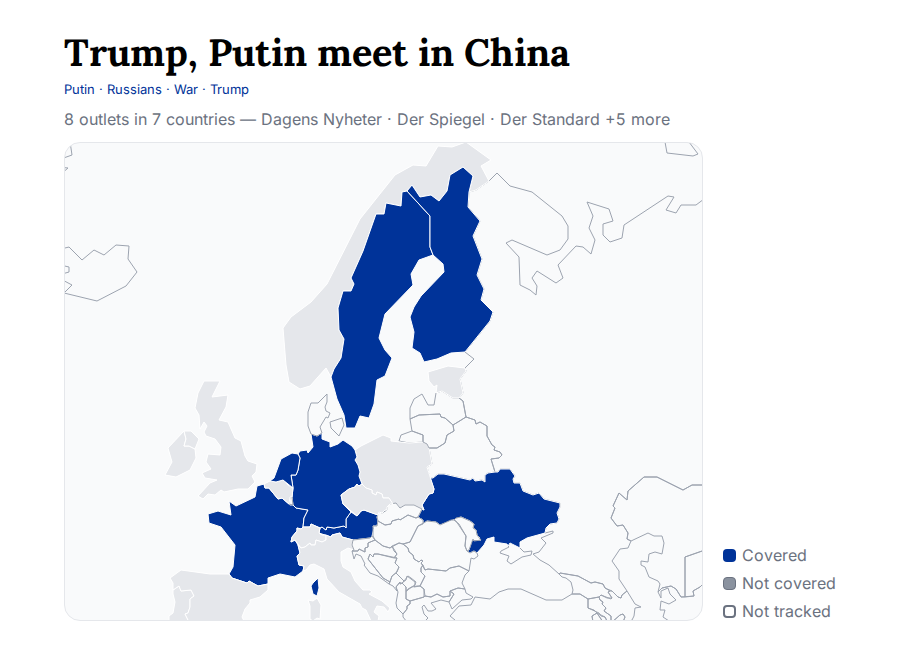 Trump, Putin meet in China
Putin · Russians · War · Trump
8 outlets in 7 countries — Dagens Nyheter · Der Spiegel · Der Standard +5 more
Covered
Not covered
Not tracked